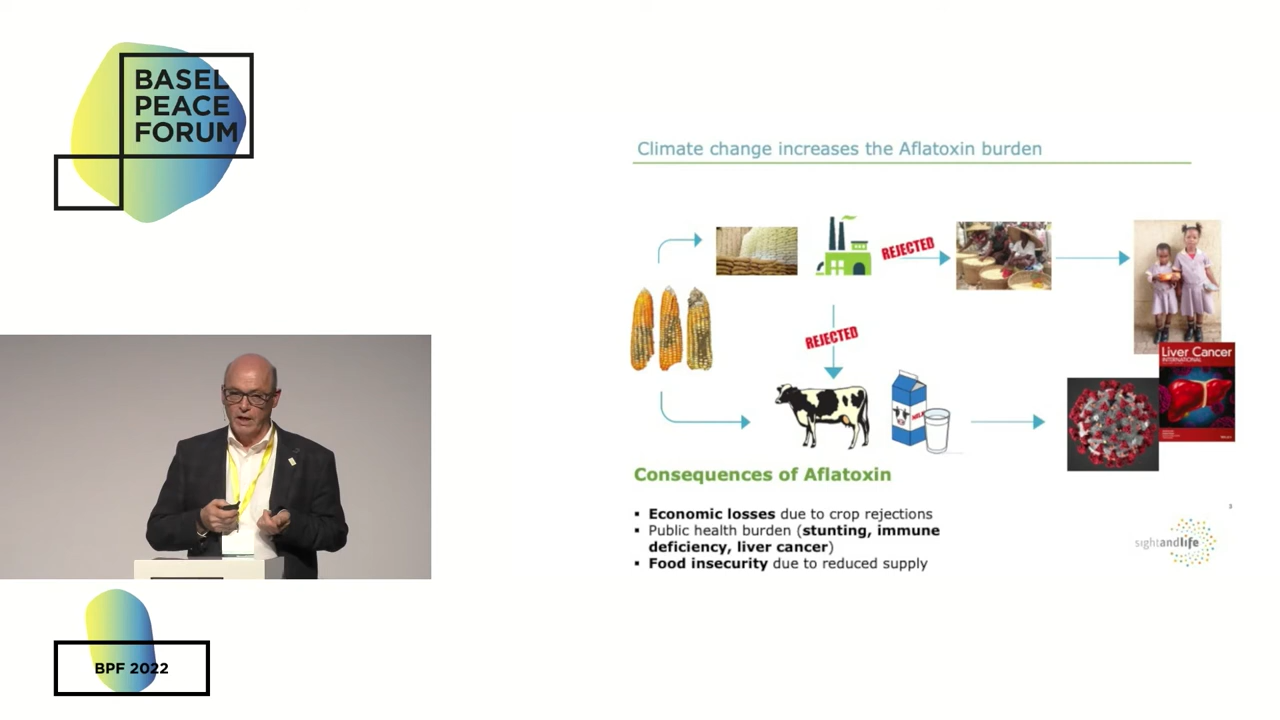 BASEL
PEACE
FORUM
Climate change increases the Aflatoxin burden
REJECTED
REJECTED
MILK
Liver Cancer
INTERNATIONAL
Consequences of Aflatoxin
▪ Economic losses due to crop rejections
▪ Public health burden (stunting, immune
deficiency, liver cancer)
▪ Food insecurity due to reduced supply
3
sightandlife
BPF 2022